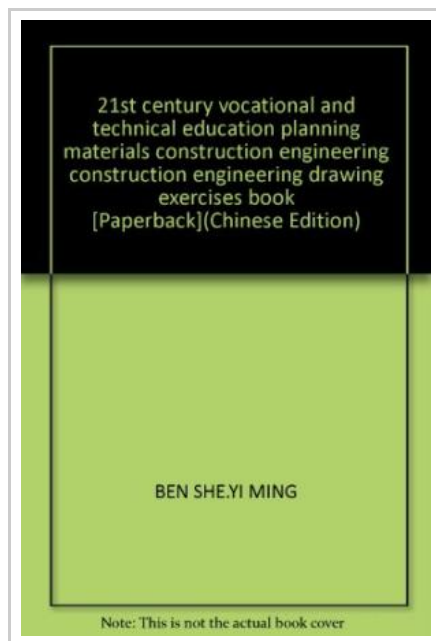 21st century vocational and
technical education planning
materials construction engineering
construction engineering drawing
exercises book
[Paperback](Chinese Edition)
BEN SHE.YI MING
Note: This is not the actual book cover